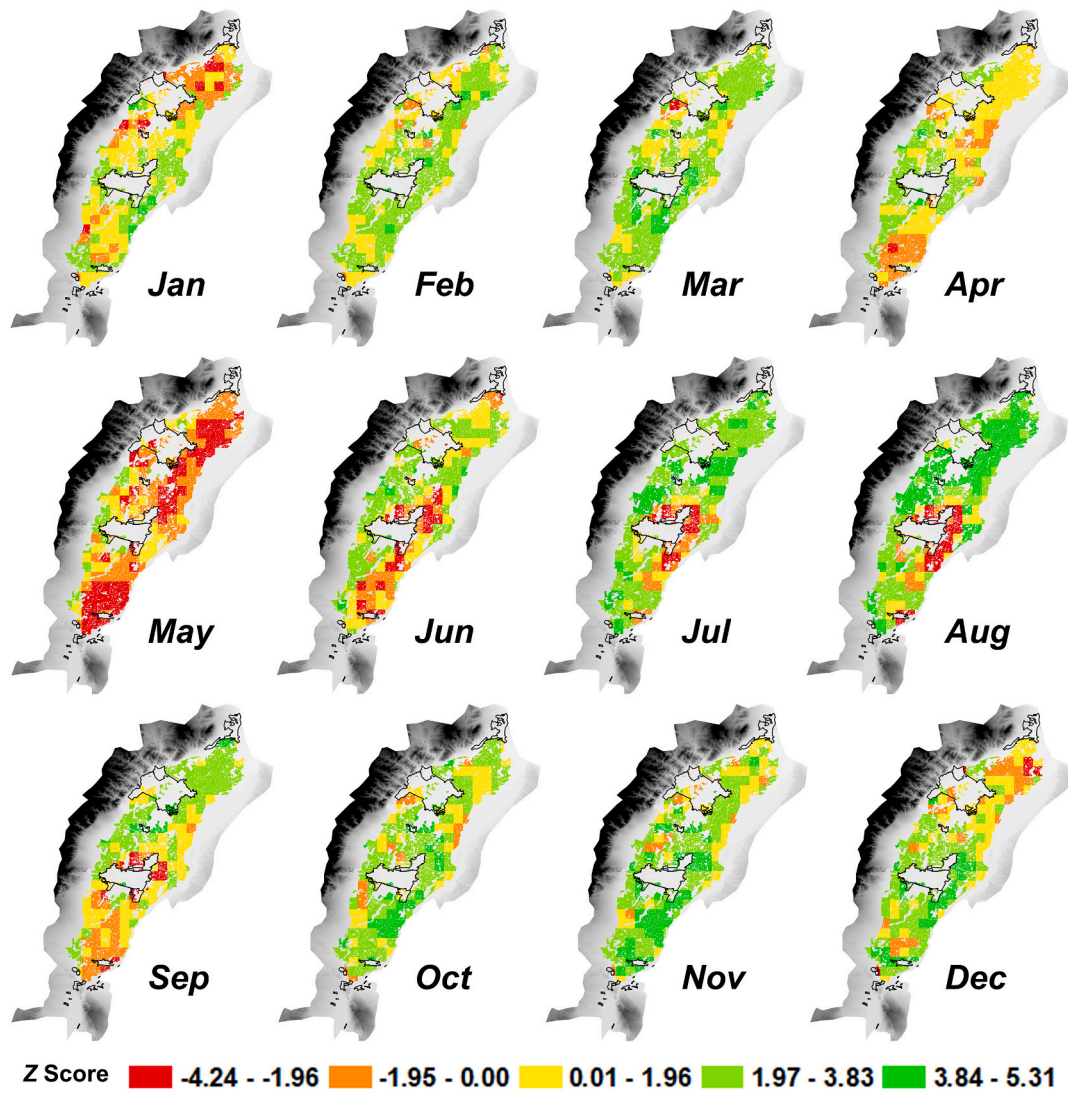 Jan Feb Mar Apr
May Jun Jul Aug
Sep Oct Nov Dec
Z Score -4.24 - -1.96 -1.95 - 0.00 0.01 - 1.96 1.97 - 3.83 3.84 - 5.31